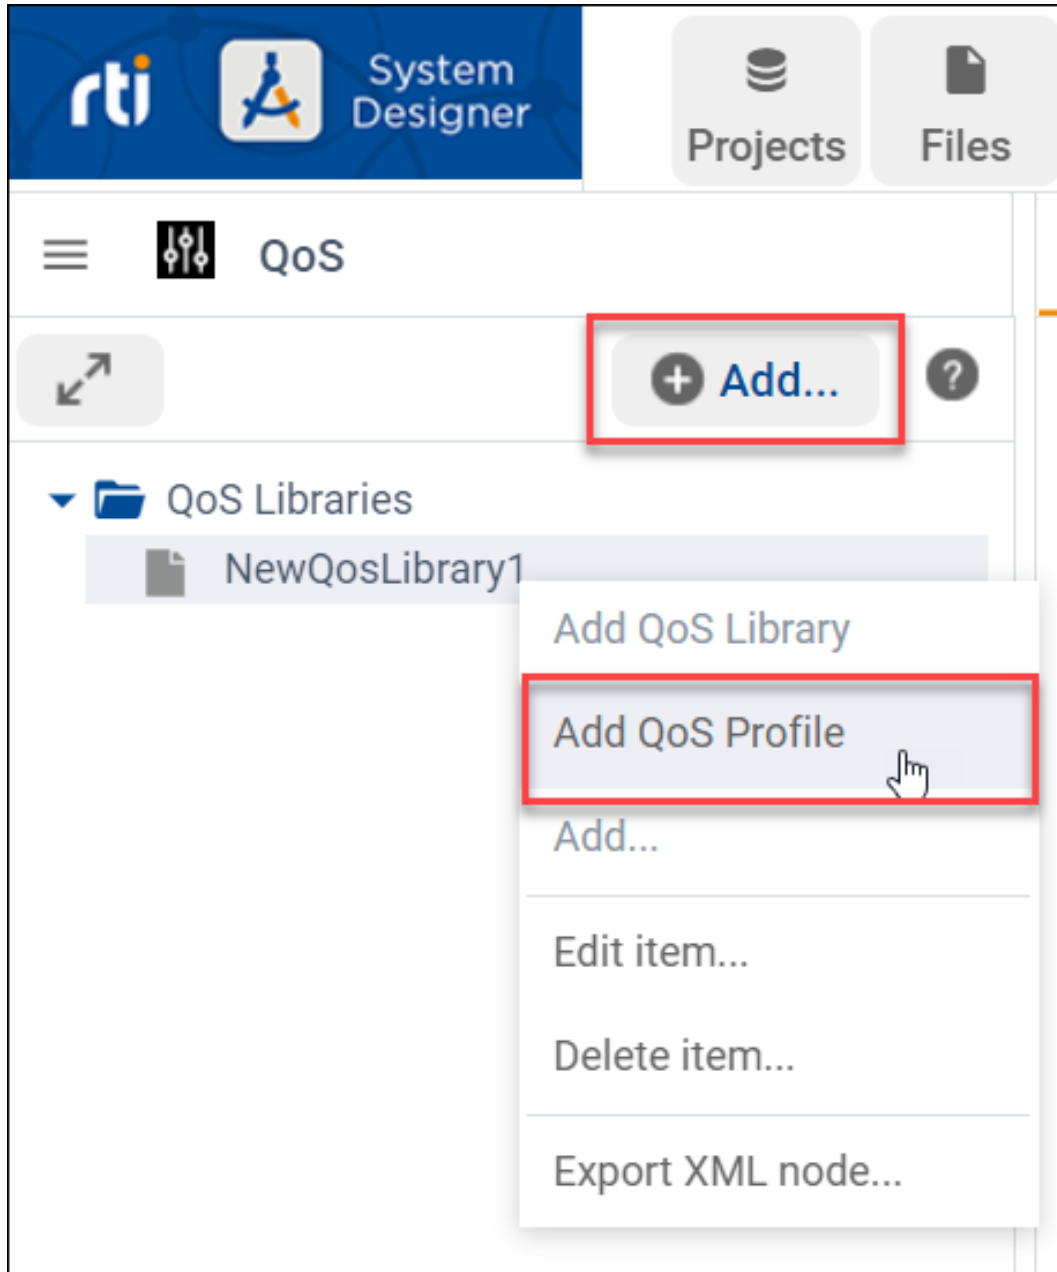 rti
System
Designer
Projects
Files
QoS
Add...
?
QoS Libraries
NewQosLibrary1
Add QoS Library
Add QoS Profile
Add...
Edit item...
Delete item...
Export XML node...